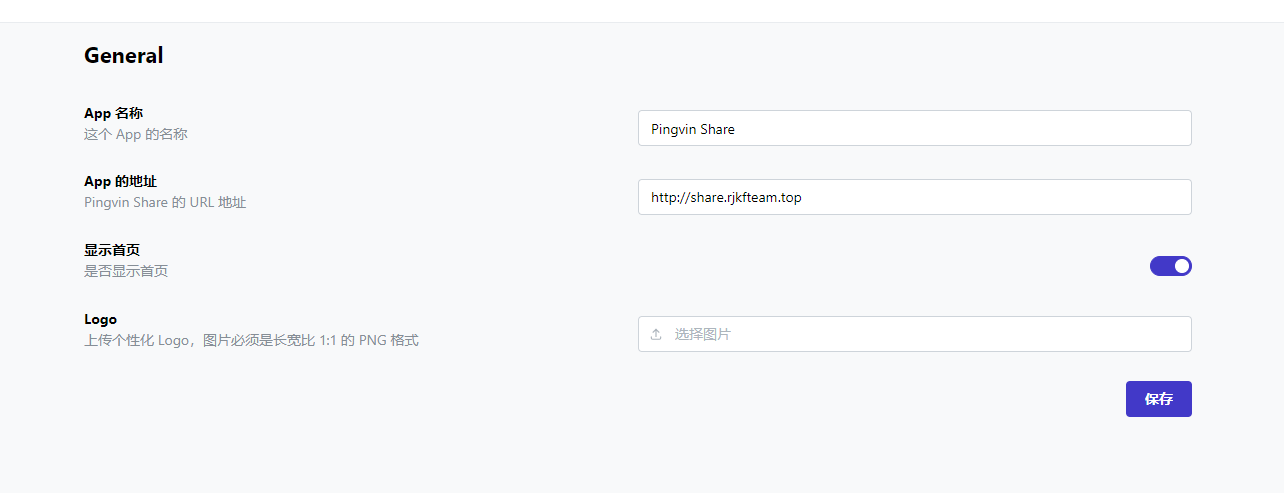 General
App 名称
这个 App 的名称
Pingvin Share
App 的地址
Pingvin Share 的 URL 地址
http://share.rjkfteam.top
显示首页
是否显示首页
Logo
上传个性化 Logo，图片必须是长宽比 1:1 的 PNG 格式
选择图片
保存